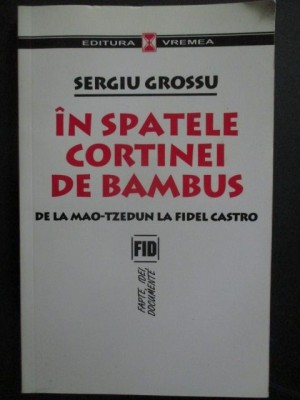 EDITURA VREMEA
SERGIU GROSSU
ÎN SPATELE
CORTINEI
DE BAMBUS
DE LA MAO-TZEDUN LA FIDEL CASTRO
FID
FAPTE, IDEI,
DOCUMENTE